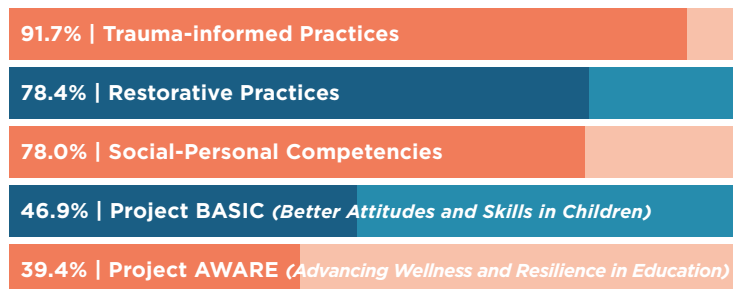 91.7% | Trauma-informed Practices
78.4% | Restorative Practices
78.0% | Social-Personal Competencies
46.9% | Project BASIC (Better Attitudes and Skills in Children)
39.4% | Project AWARE (Advancing Wellness and Resilience in Education)